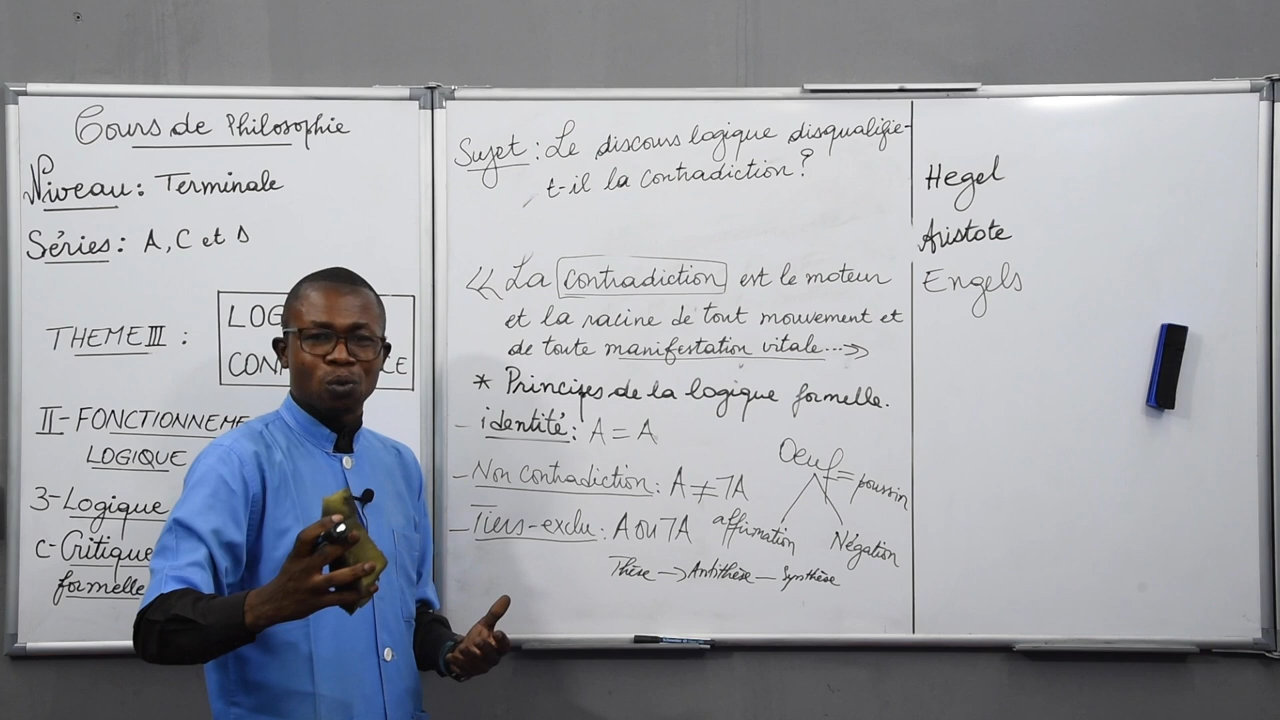 Cours de Philosophie
Niveau : Terminale
Séries : A, C et D
THEME III :
LOG
CON CE
II- FONCTIONNEME
LOGIQUE
3- Logique
c- Critique
formelle
Sujet : Le discours logique disqualifie-
t-il la contradiction ?
<< La contradiction est le moteur
et la racine de tout mouvement et
de toute manifestation vitale...>>
* Principes de la logique formelle.
- identité : A = A
- Non contradiction : A ≠ ¬A
- Tiers-exclu : A ou ¬A
Oeuf = poussin
affirmation
Négation
Thèse → Antithèse — Synthèse
Hegel
Aristote
Engels